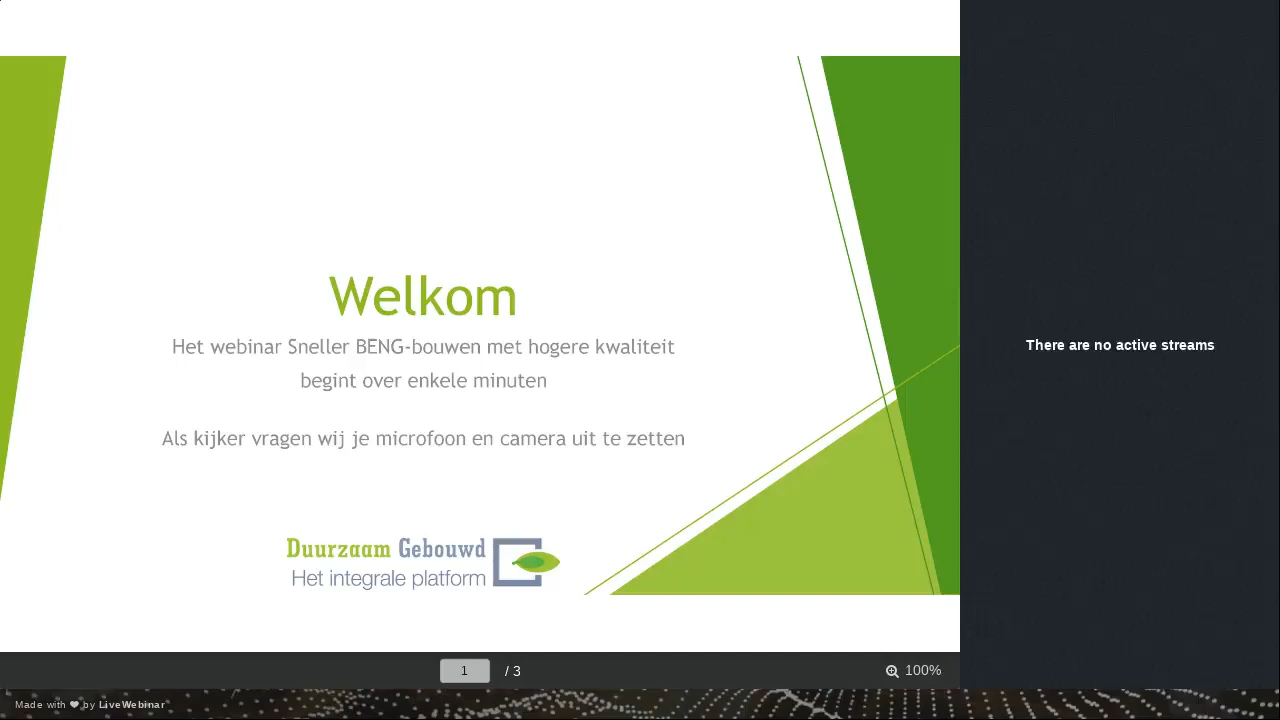 Welkom
Het webinar Sneller BENG-bouwen met hogere kwaliteit
begint over enkele minuten
Als kijker vragen wij je microfoon en camera uit te zetten
Duurzaam Gebouwd
Het integrale platform
There are no active streams
1 / 3
100%
Made with ❤ by LiveWebinar